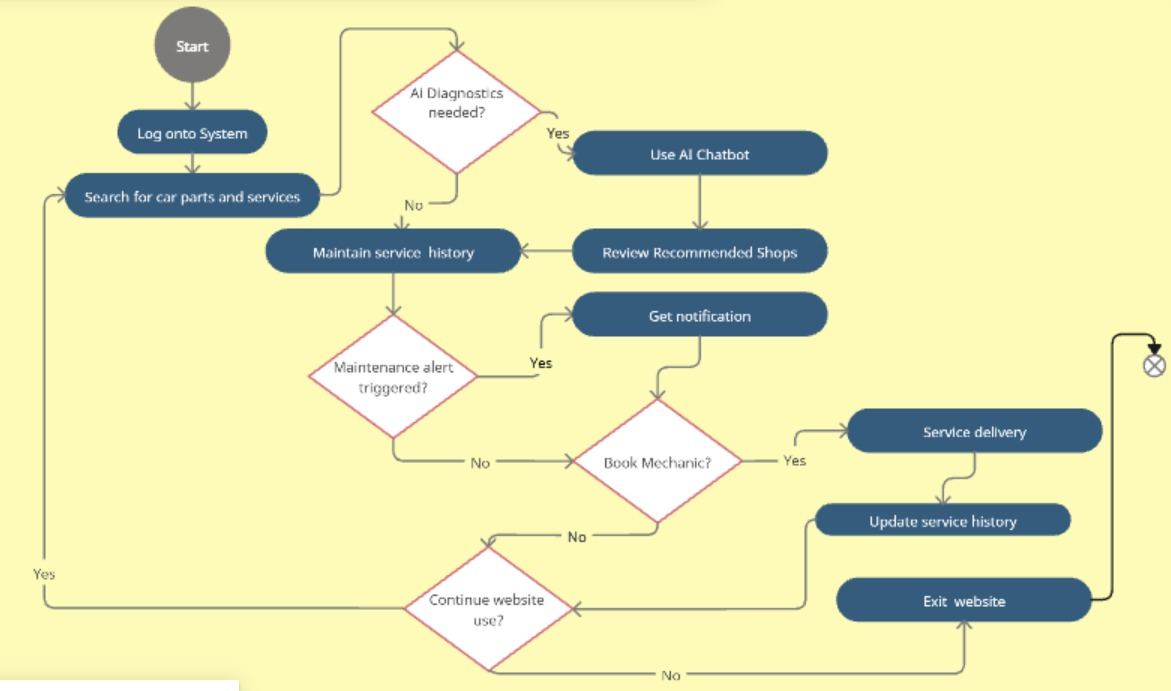 Start
Log onto System
Search for car parts and services
AI Diagnostics
needed?
Yes
Use AI Chatbot
No
Maintain service history
Review Recommended Shops
Get notification
Maintenance alert
triggered?
Yes
No
Book Mechanic?
Yes
Service delivery
Update service history
No
Yes
Continue website
use?
Exit website
No